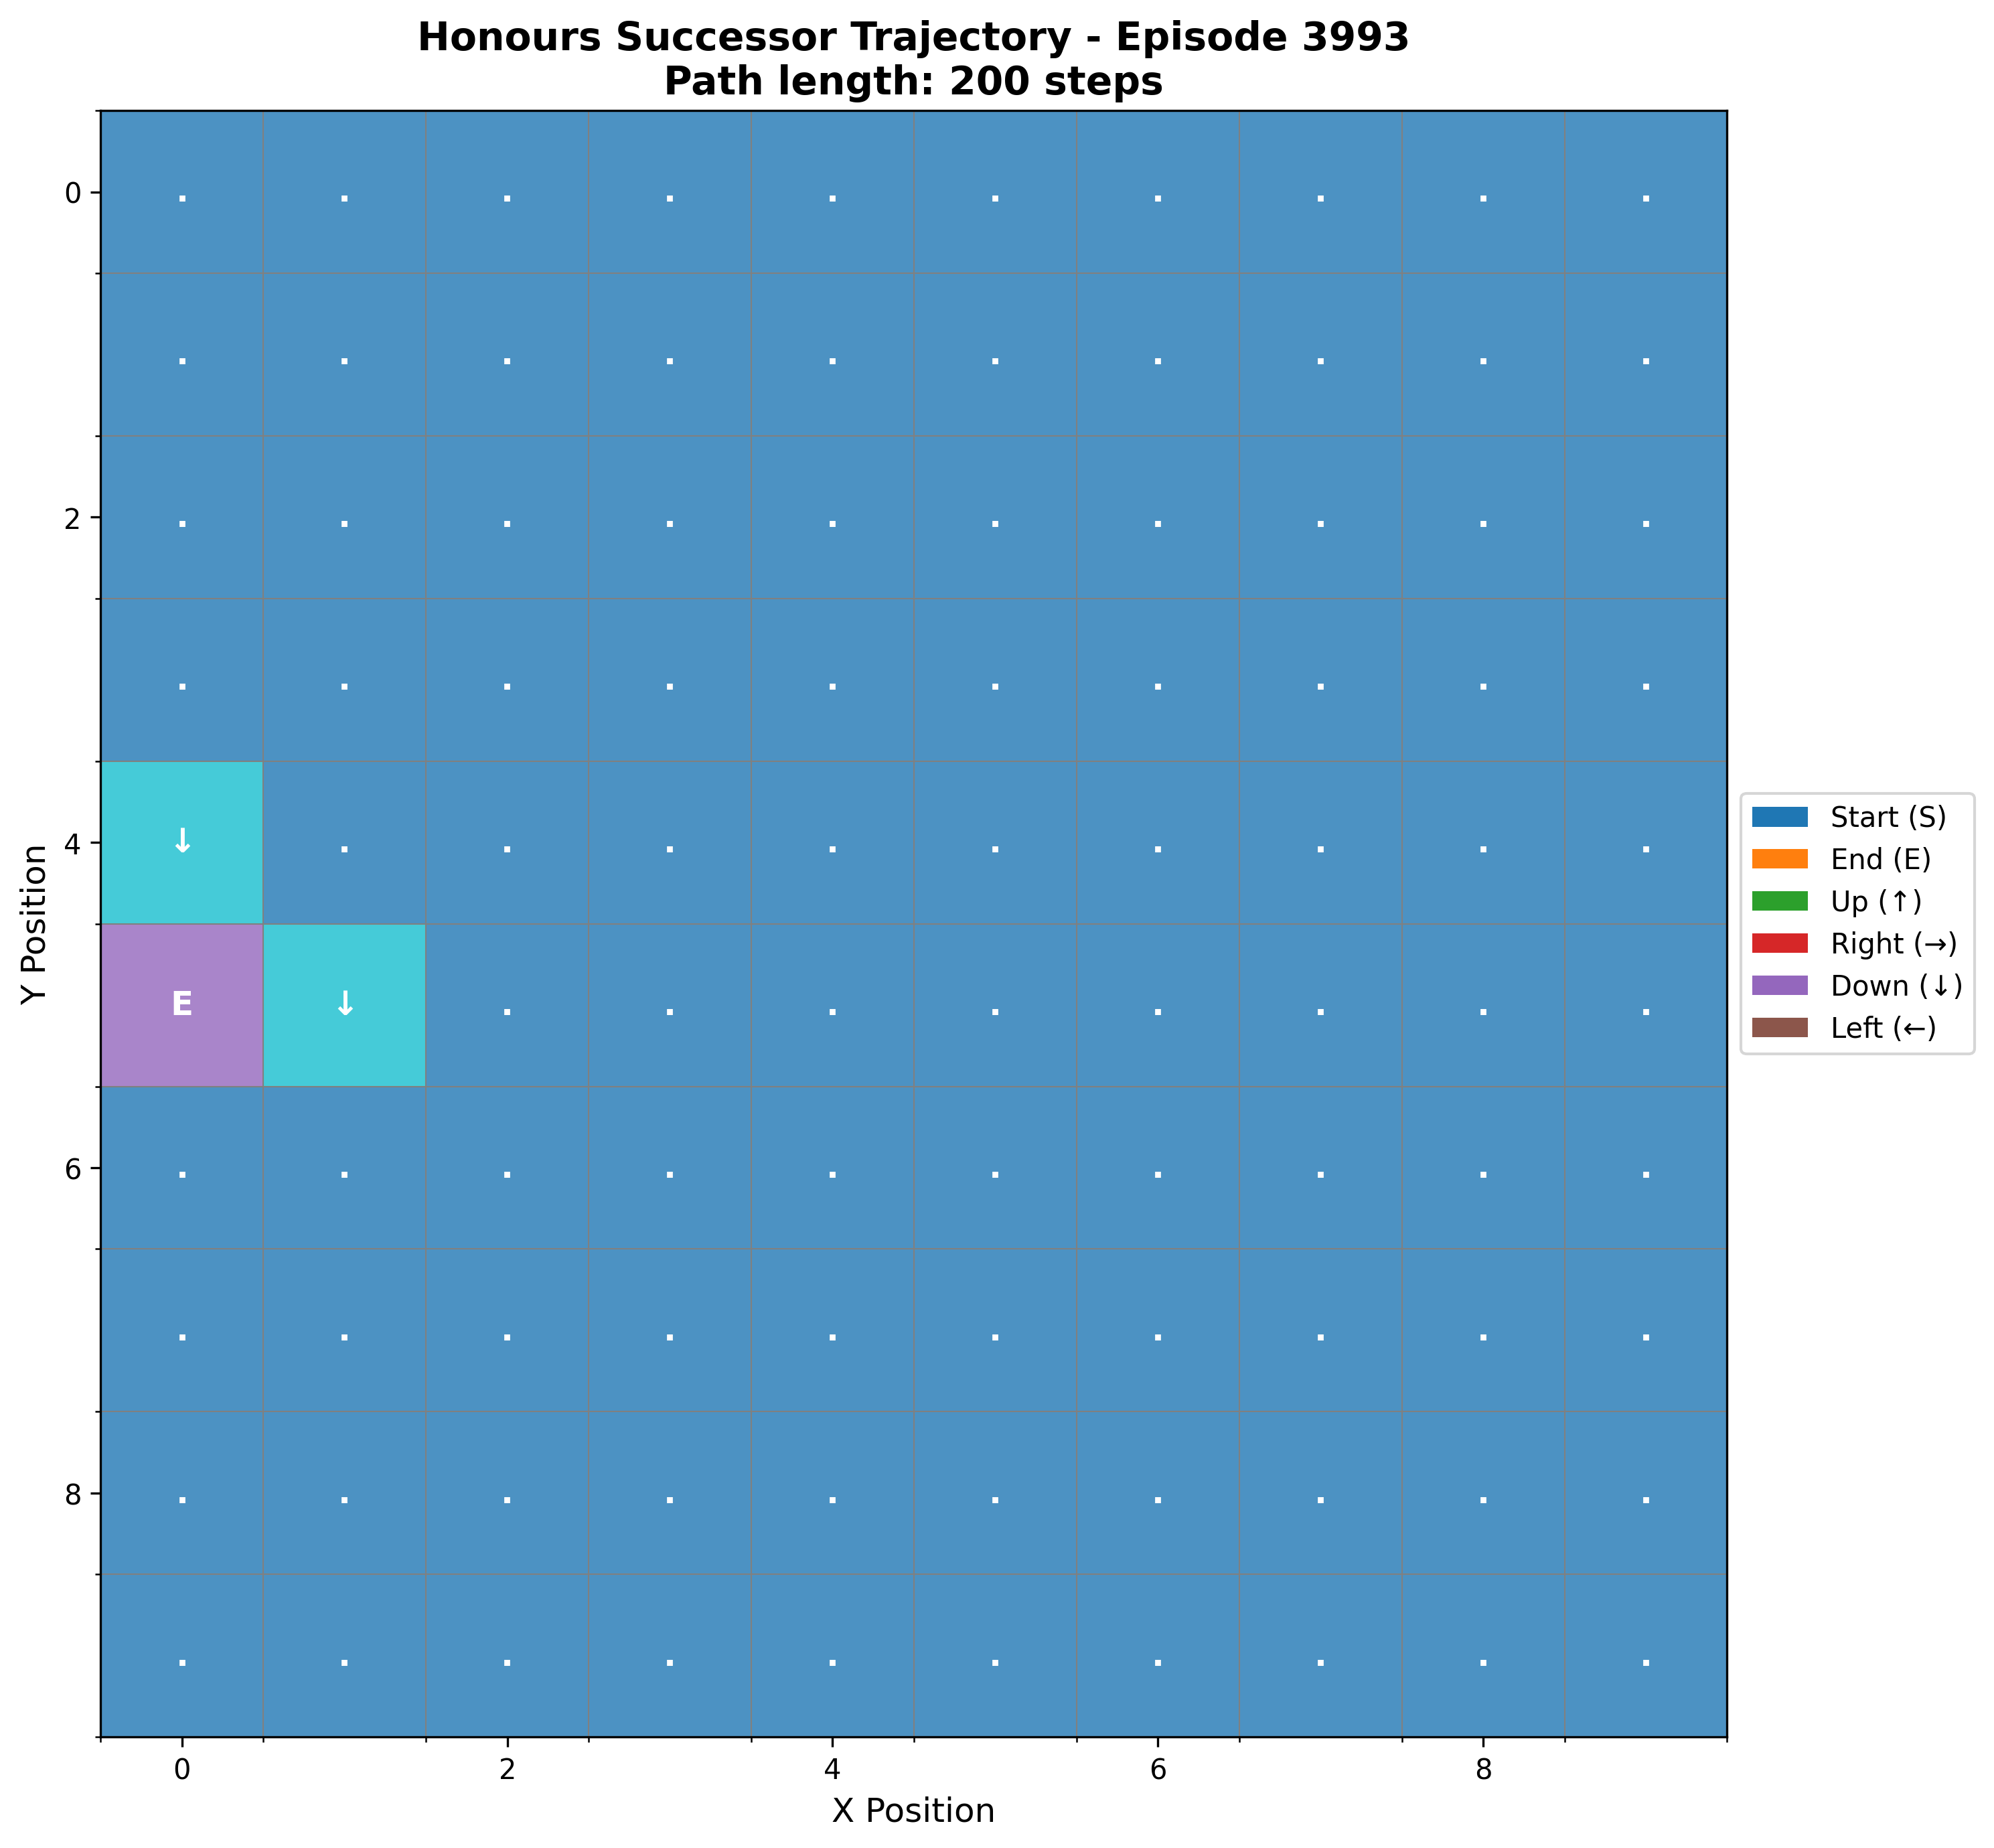 Honours Successor Trajectory - Episode 3993
Path length: 200 steps
0
2
4
6
8
Y Position
↓
E ↓
0 2 4 6 8
X Position
Start (S)
End (E)
Up (↑)
Right (→)
Down (↓)
Left (←)